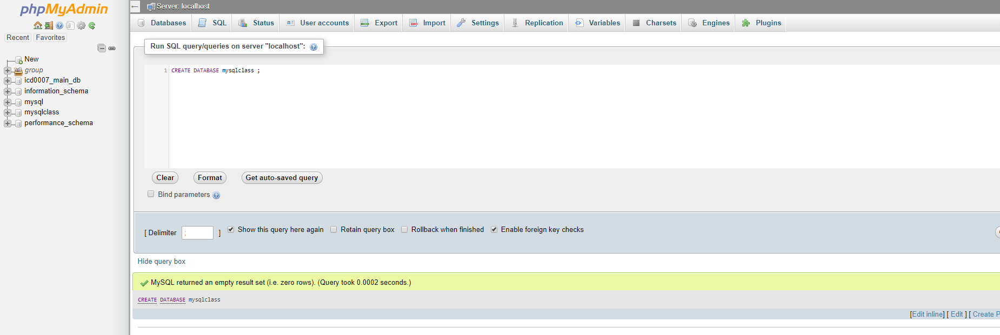 phpMyAdmin
Recent Favorites
New
group
icd0007_main_db
information_schema
mysql
mysqlclass
performance_schema
Server: localhost
Databases SQL Status User accounts Export Import Settings Replication Variables Charsets Engines Plugins
Run SQL query/queries on server "localhost":
1 CREATE DATABASE mysqlclass ;
Clear Format Get auto-saved query
Bind parameters
[ Delimiter ; ] Show this query here again Retain query box Rollback when finished Enable foreign key checks
Hide query box
MySQL returned an empty result set (i.e. zero rows). (Query took 0.0002 seconds.)
CREATE DATABASE mysqlclass
[Edit inline] [ Edit ] [ Create P